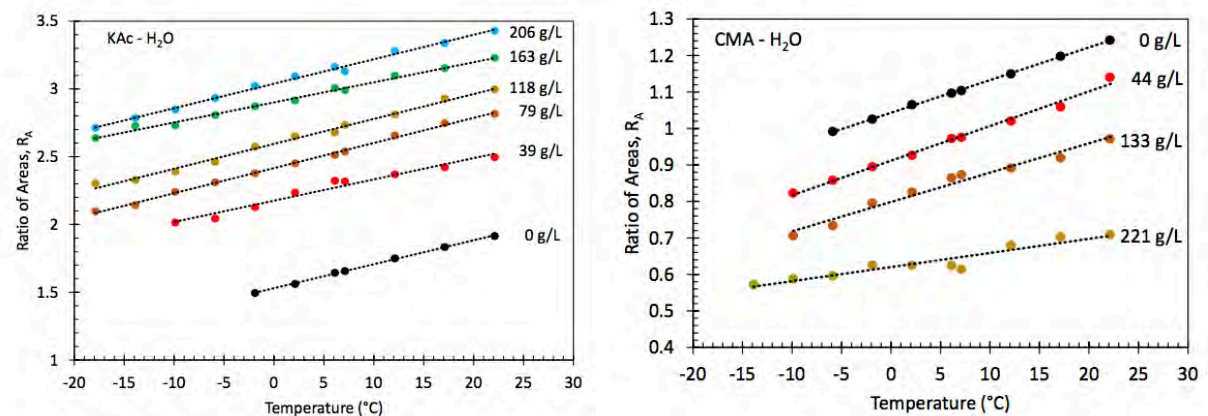 KAc - H₂O
Ratio of Areas, R_A
3.5
3
2.5
2
1.5
1
206 g/L
163 g/L
118 g/L
79 g/L
39 g/L
0 g/L
-20 -15 -10 -5 0 5 10 15 20 25 30
Temperature (°C)
CMA - H₂O
Ratio of Areas, R_A
1.3
1.2
1.1
1
0.9
0.8
0.7
0.6
0.5
0.4
0 g/L
44 g/L
133 g/L
221 g/L
-20 -15 -10 -5 0 5 10 15 20 25 30
Temperature (°C)